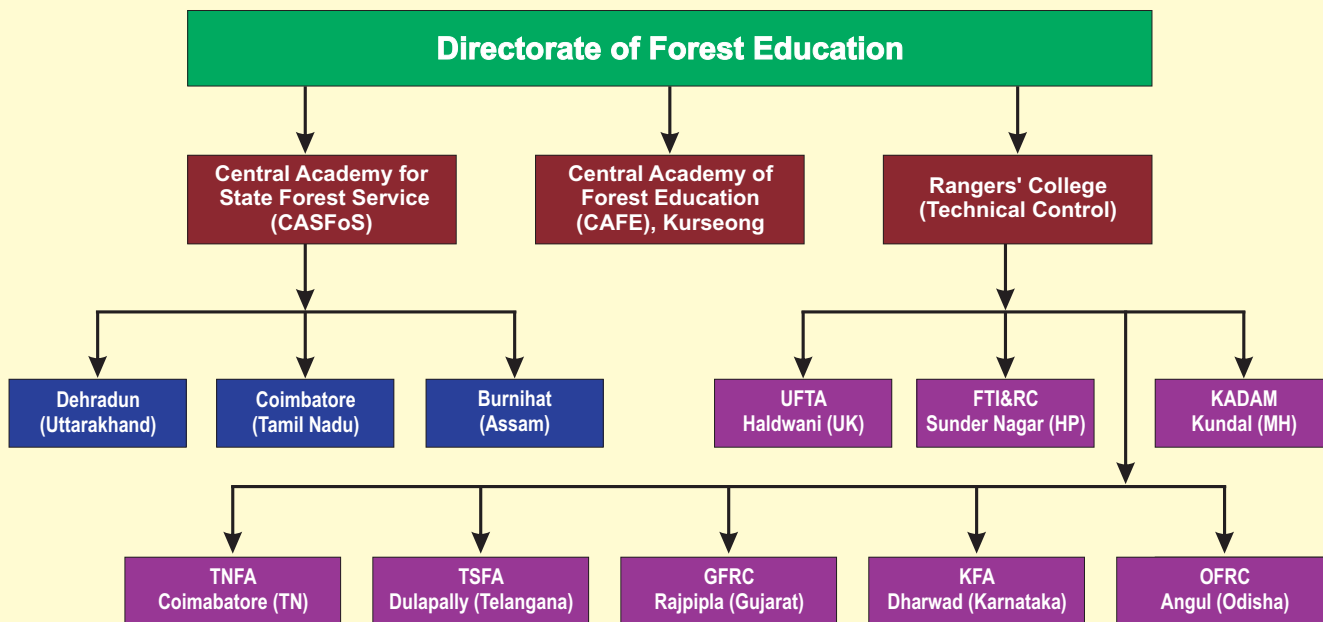 Directorate of Forest Education
Central Academy for
State Forest Service
(CASFoS)
Central Academy of
Forest Education
(CAFE), Kurseong
Rangers' College
(Technical Control)
Dehradun
(Uttarakhand)
Coimbatore
(Tamil Nadu)
Burnihat
(Assam)
UFTA
Haldwani (UK)
FTI&RC
Sunder Nagar (HP)
KADAM
Kundal (MH)
TNFA
Coimabatore (TN)
TSFA
Dulapally (Telangana)
GFRC
Rajpipla (Gujarat)
KFA
Dharwad (Karnataka)
OFRC
Angul (Odisha)